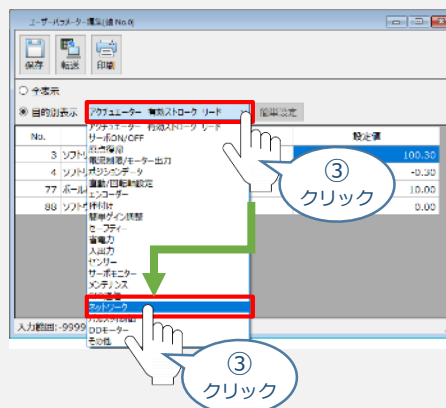 ユーザーパラメーター編集[軸 No.0]
保存 転送 印刷
全表示
目的別表示 アクチュエーター 有効ストローク リード 簡単設定
No. 設定値
3 ソフト 100.30
4 ソフト -0.30
77 ボール 10.00
88 ソフト 0.00
アクチュエーター 有効ストローク リード
サーボON/OFF
原点復帰
電流制限/モーター出力
ポジションデータ
直動/回転軸設定
エンコーダー
押付け
簡単ゲイン調整
セーフティー
省電力
入出力
センサー
サーボモニター
メンテナンス
ネットワーク
DDモーター
その他
入力範囲:-9999
③
クリック
③
クリック